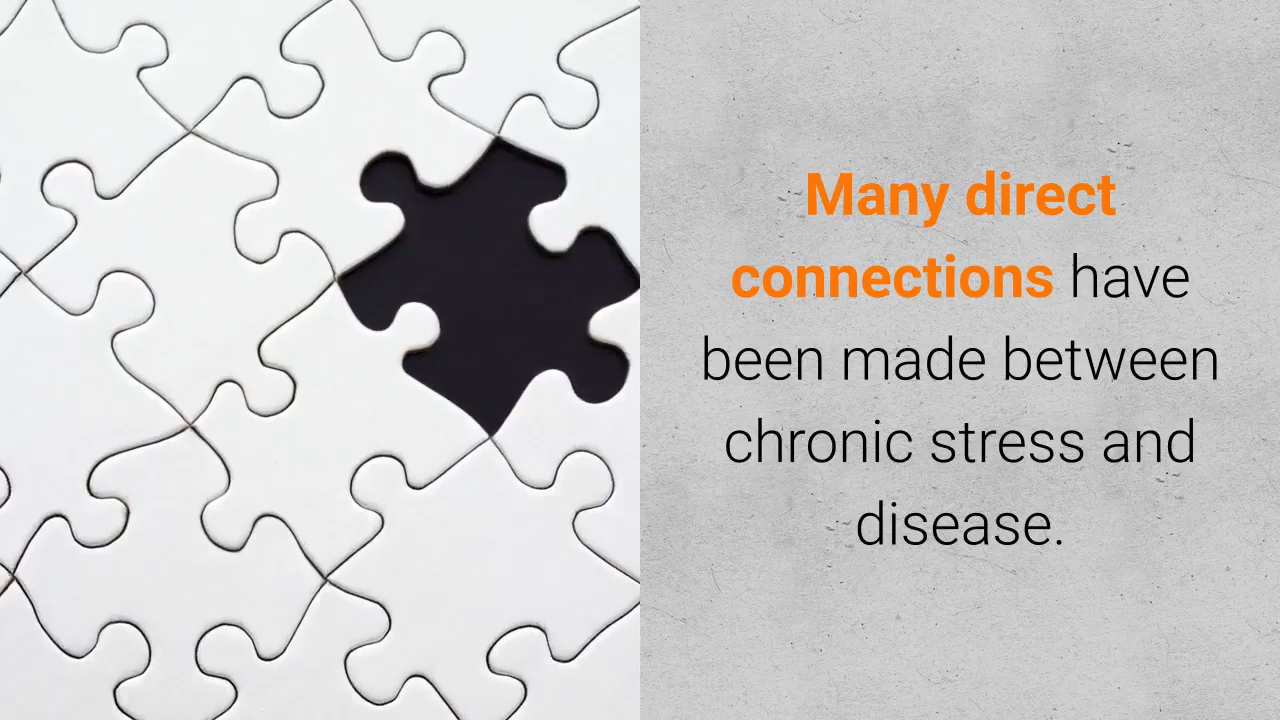 Many direct
connections have
been made between
chronic stress and
disease.